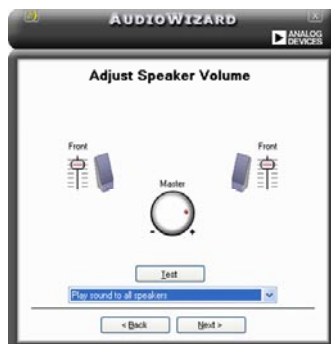 AUDIOWIZARD
ANALOG
DEVICES
Adjust Speaker Volume
Front
Front
Master
- +
Test
Play sound to all speakers
< Back Next >